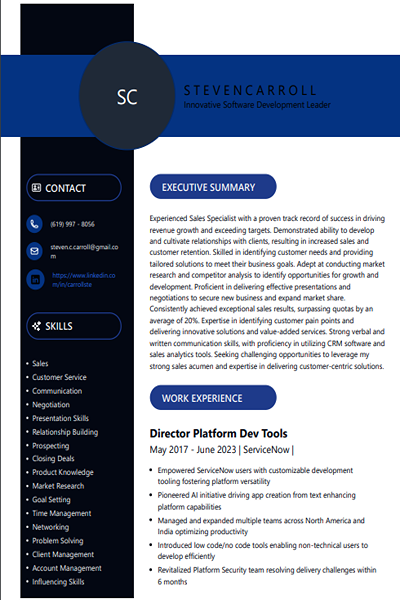 SC
STEVENCARROLL
Innovative Software Development Leader
CONTACT
(619) 997 - 8056
steven.c.carroll@gmail.co
m
https://www.linkedin.co
m/in/carrollste
SKILLS
Sales
Customer Service
Communication
Negotiation
Presentation Skills
Relationship Building
Prospecting
Closing Deals
Product Knowledge
Market Research
Goal Setting
Time Management
Networking
Problem Solving
Client Management
Account Management
Influencing Skills
EXECUTIVE SUMMARY
Experienced Sales Specialist with a proven track record of success in driving
revenue growth and exceeding targets. Demonstrated ability to develop
and cultivate relationships with clients, resulting in increased sales and
customer retention. Skilled in identifying customer needs and providing
tailored solutions to meet their business goals. Adept at conducting market
research and competitor analysis to identify opportunities for growth and
development. Proficient in delivering effective presentations and
negotiations to secure new business and expand market share.
Consistently achieved exceptional sales results, surpassing quotas by an
average of 20%. Expertise in identifying customer pain points and
delivering innovative solutions and value-added services. Strong verbal and
written communication skills, with proficiency in utilizing CRM software and
sales analytics tools. Seeking challenging opportunities to leverage my
strong sales acumen and expertise in delivering customer-centric solutions.
WORK EXPERIENCE
Director Platform Dev Tools
May 2017 - June 2023 | ServiceNow |
Empowered ServiceNow users with customizable development
tooling fostering platform versatility
Pioneered AI initiative driving app creation from text enhancing
platform capabilities
Managed and expanded multiple teams across North America and
India optimizing productivity
Introduced low code/no code tools enabling non-technical users to
develop efficiently
Revitalized Platform Security team resolving delivery challenges within
6 months